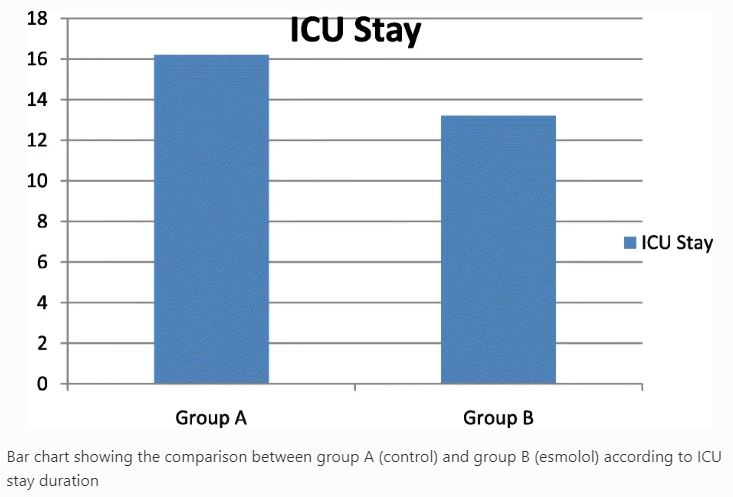 ICU Stay
18
16
14
12
10
8
6
4
2
0
ICU Stay
Group A
Group B
Bar chart showing the comparison between group A (control) and group B (esmolol) according to ICU
stay duration